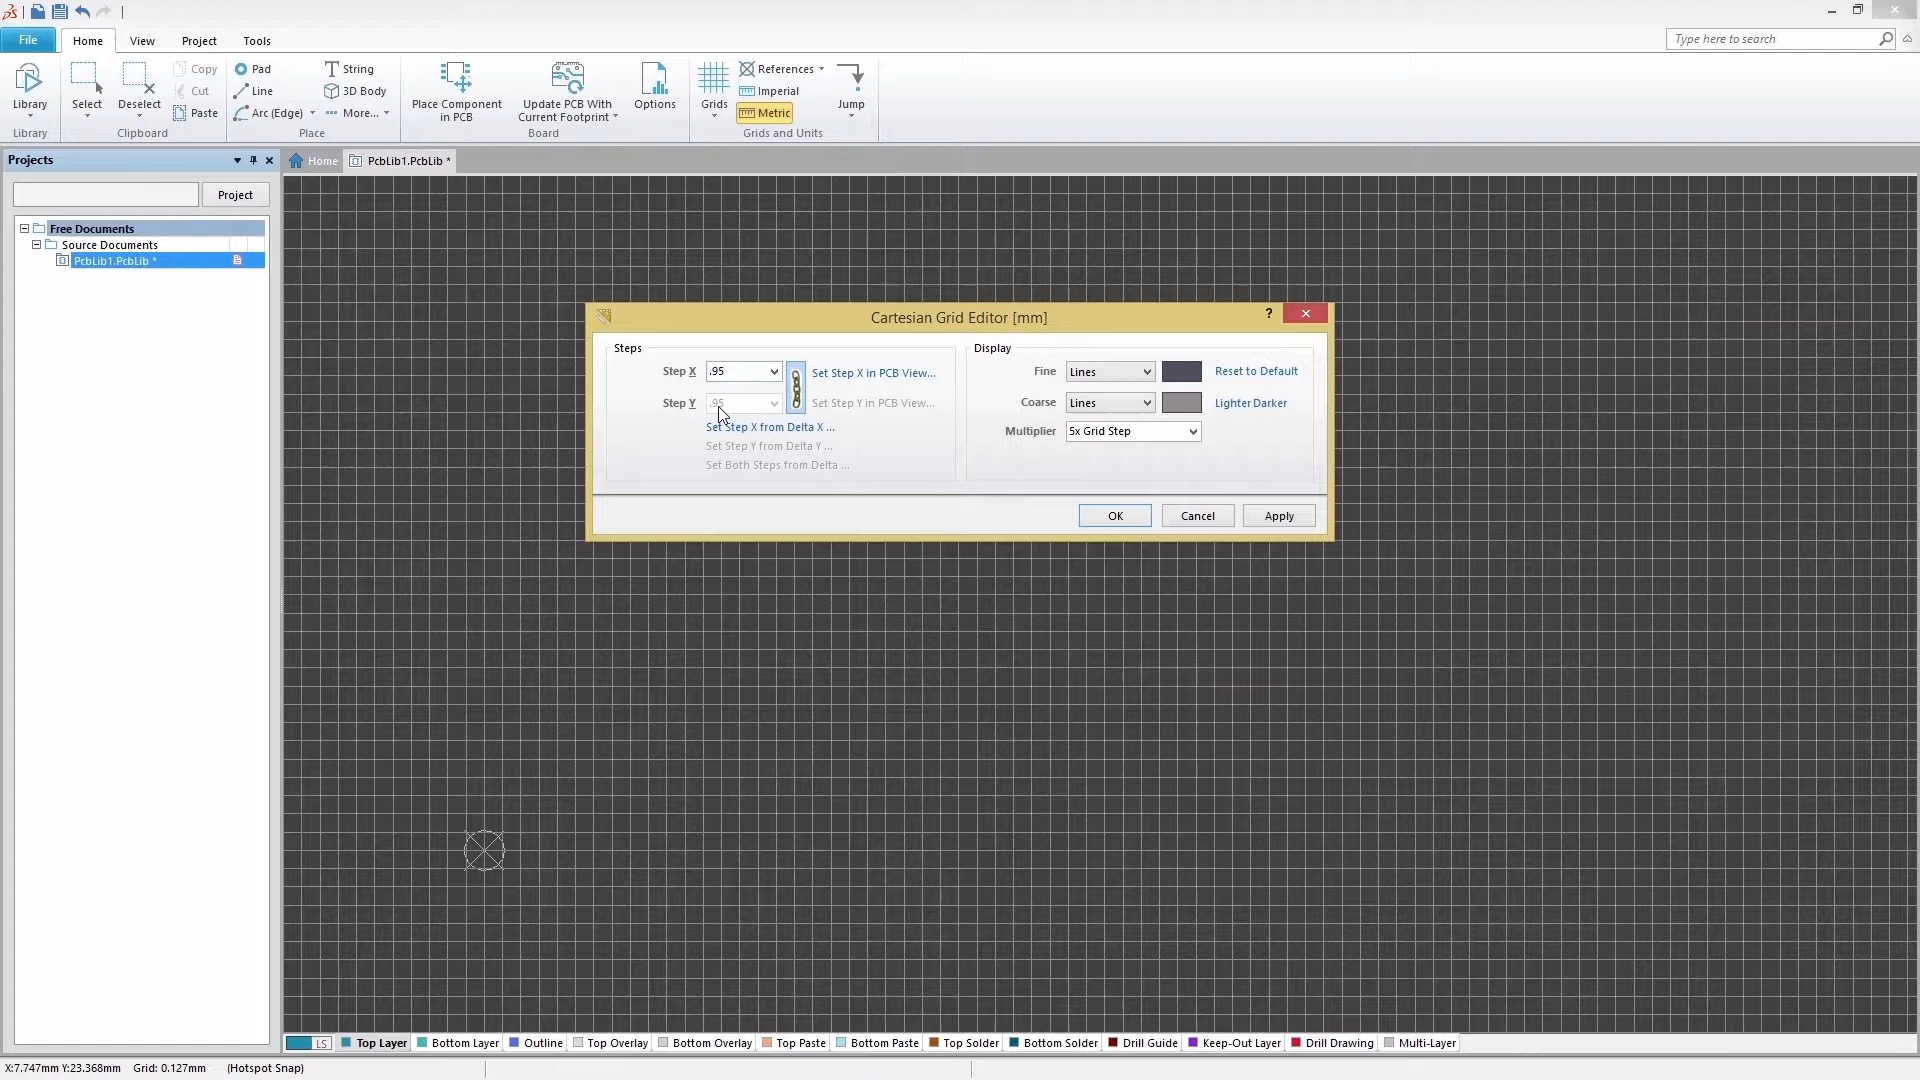 File Home View Project Tools
Type here to search
Library Select Deselect Copy Cut Paste
Pad Line Arc (Edge) String 3D Body More...
Place Component in PCB
Update PCB With Current Footprint
Options
Grids References Imperial Metric Jump
Library Clipboard Place Board Grids and Units
Projects
Home PcbLib1.PcbLib *
Project
Free Documents
Source Documents
PcbLib1.PcbLib *
Cartesian Grid Editor [mm] ?
Steps Display
Step X .95 Set Step X in PCB View... Fine Lines Reset to Default
Step Y .95 Set Step Y in PCB View... Coarse Lines Lighter Darker
Set Step X from Delta X ... Multiplier 5x Grid Step
Set Step Y from Delta Y ...
Set Both Steps from Delta ...
OK Cancel Apply
LS Top Layer Bottom Layer Outline Top Overlay Bottom Overlay Top Paste Bottom Paste Top Solder Bottom Solder Drill Guide Keep-Out Layer Drill Drawing Multi-Layer
X:7.747mm Y:23.368mm Grid: 0.127mm (Hotspot Snap)